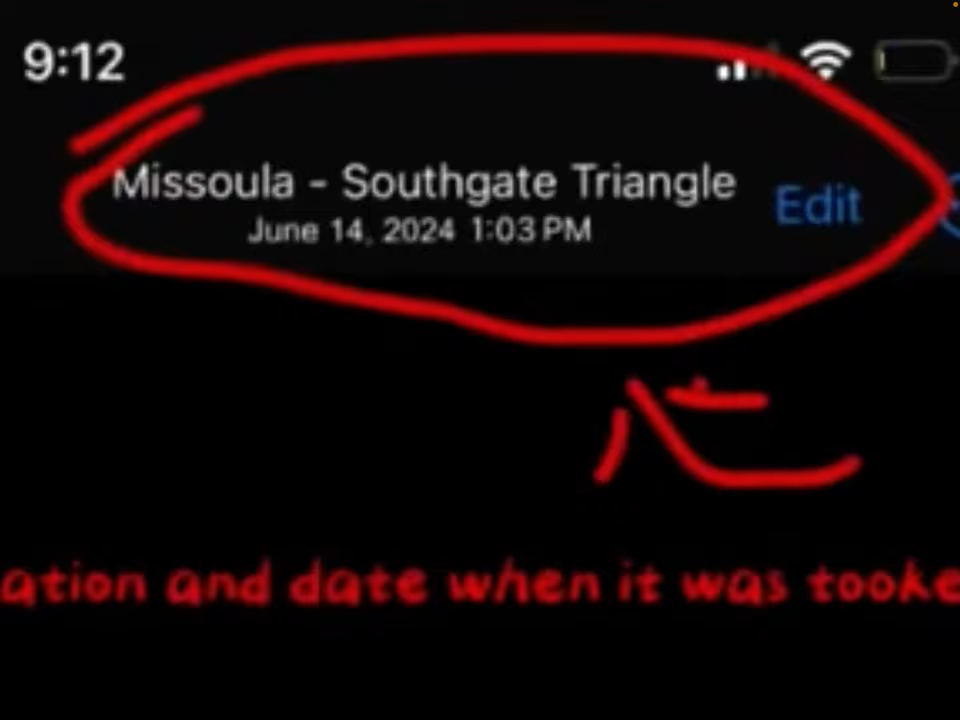 9:12
Missoula - Southgate Triangle
June 14, 2024 1:03 PM
Edit
ation and date when it was tooke